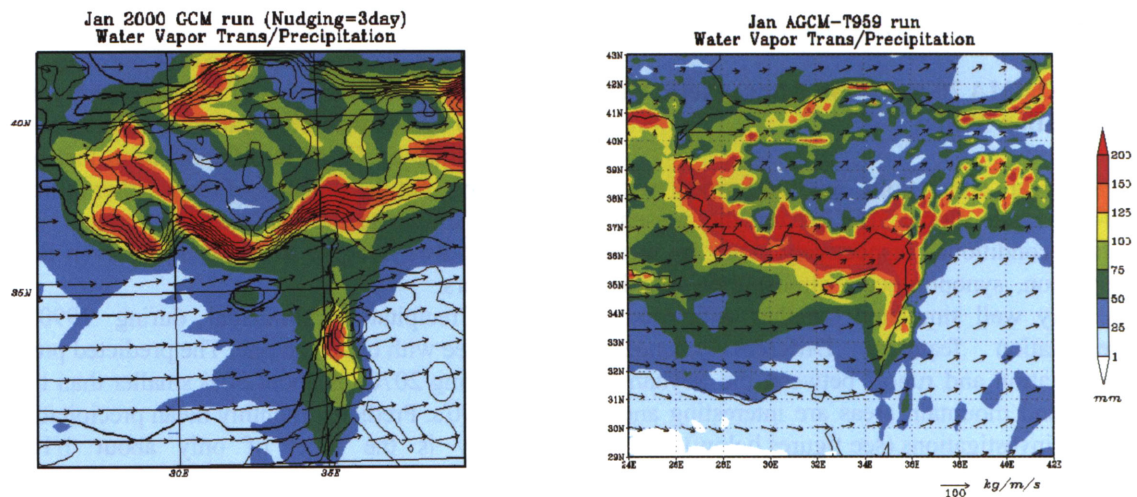 Jan 2000 GCM run (Nudging=3day)
Water Vapor Trans/Precipitation
40N
35N
30E
35E
Jan AGCM-T959 run
Water Vapor Trans/Precipitation
43N
42N
41N
40N
39N
38N
37N
36N
35N
34N
33N
32N
31N
30N
29N
24E 26E 28E 30E 32E 34E 36E 38E 40E 42E
200
150
125
100
75
50
25
1
mm
100 kg/m/s